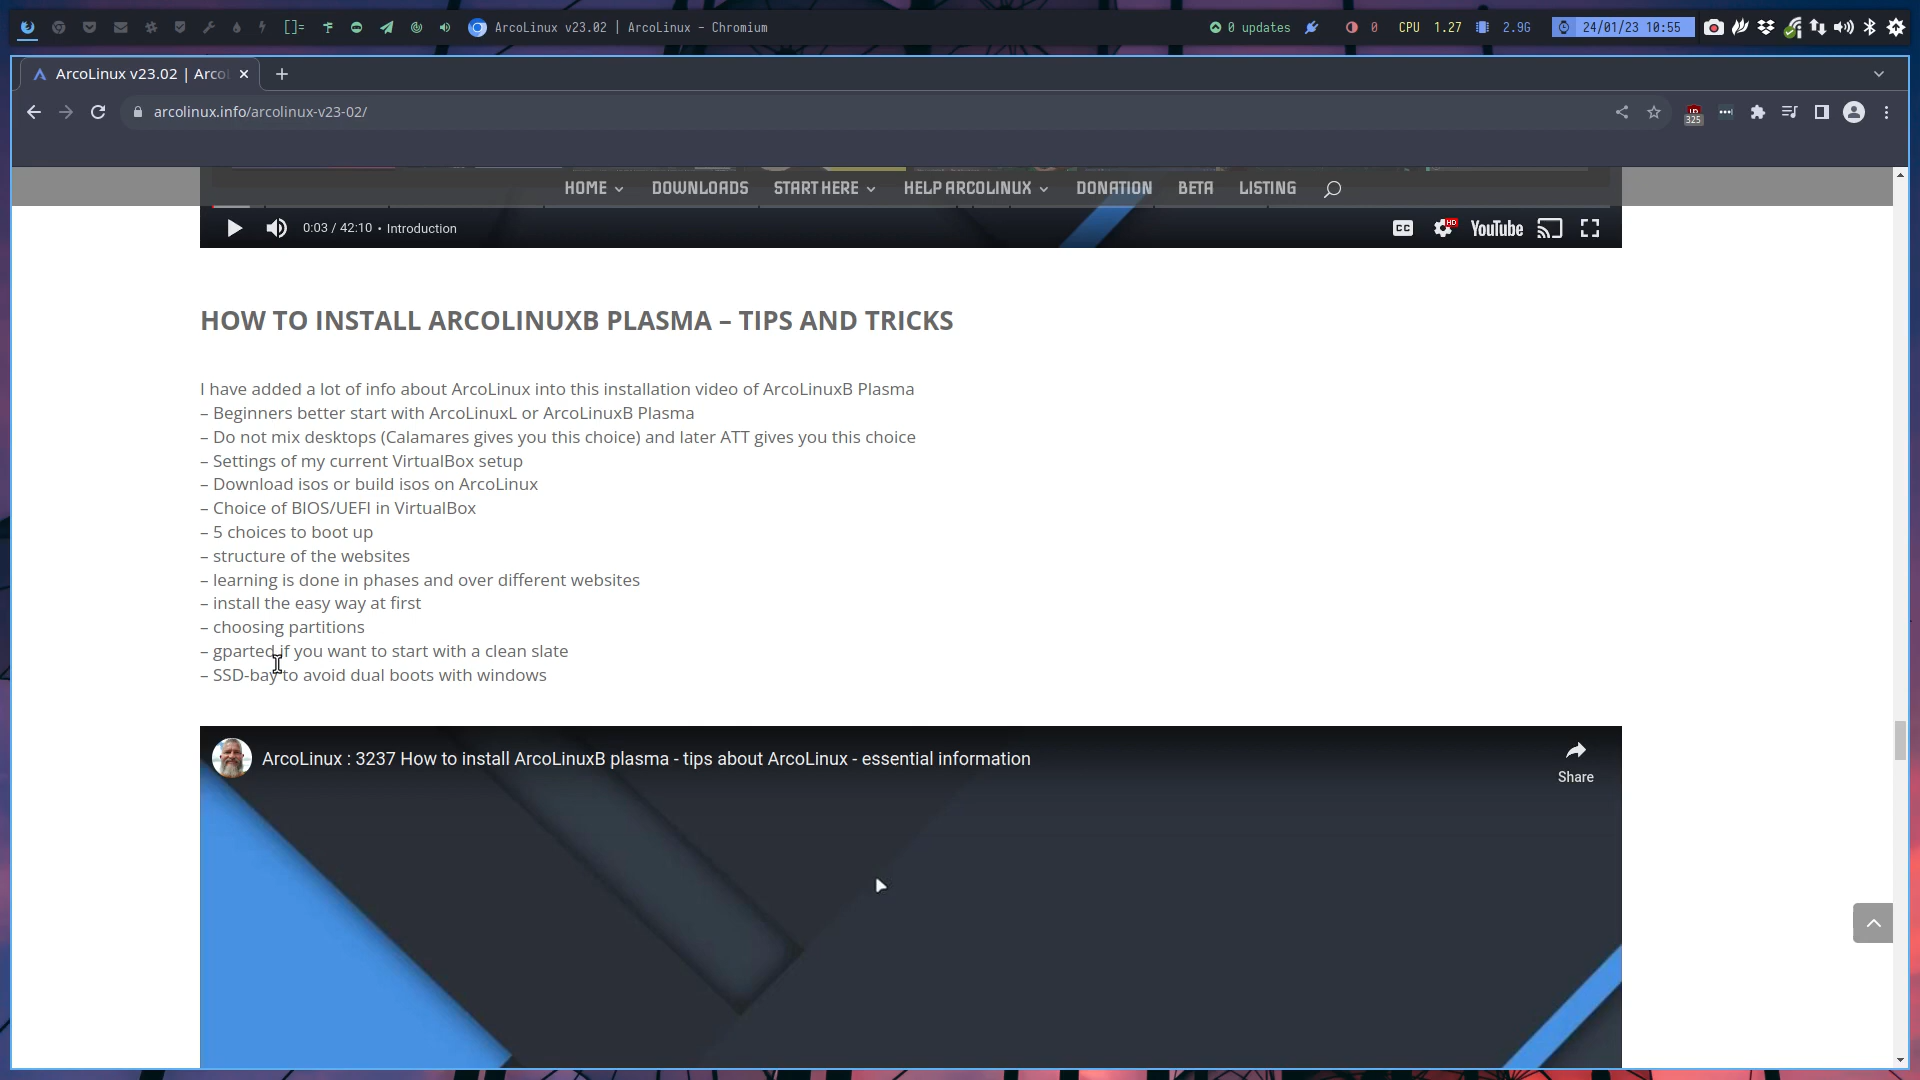 []=
ArcoLinux v23.02 | ArcoLinux – Chromium
0 updates
0
CPU 1.27
2.9G
24/01/23 10:55
ArcoLinux v23.02 | Arcol
arcolinux.info/arcolinux-v23-02/
325
HOME
DOWNLOADS
START HERE
HELP ARCOLINUX
DONATION
BETA
LISTING
0:03 / 42:10 • Introduction
CC
HD
YouTube
HOW TO INSTALL ARCOLINUXB PLASMA – TIPS AND TRICKS
I have added a lot of info about ArcoLinux into this installation video of ArcoLinuxB Plasma
– Beginners better start with ArcoLinuxL or ArcoLinuxB Plasma
– Do not mix desktops (Calamares gives you this choice) and later ATT gives you this choice
– Settings of my current VirtualBox setup
– Download isos or build isos on ArcoLinux
– Choice of BIOS/UEFI in VirtualBox
– 5 choices to boot up
– structure of the websites
– learning is done in phases and over different websites
– install the easy way at first
– choosing partitions
– gparted if you want to start with a clean slate
– SSD-bay to avoid dual boots with windows
ArcoLinux : 3237 How to install ArcoLinuxB plasma - tips about ArcoLinux - essential information
Share